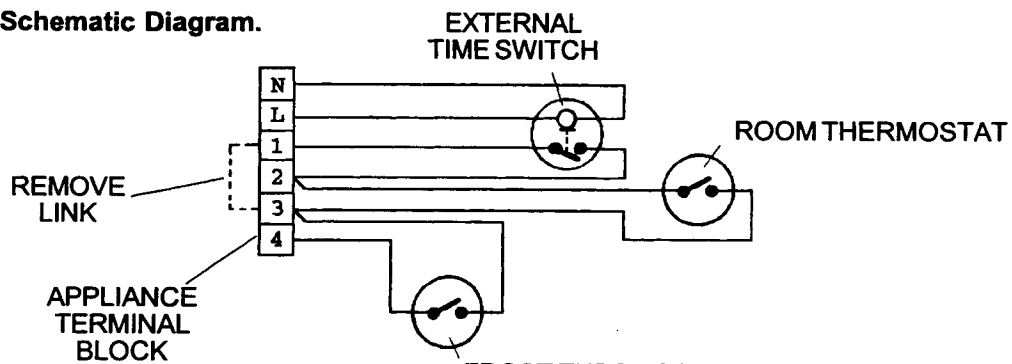 Schematic Diagram.
EXTERNAL
TIME SWITCH
N
L
1
2
3
4
ROOM THERMOSTAT
REMOVE
LINK
APPLIANCE
TERMINAL
BLOCK